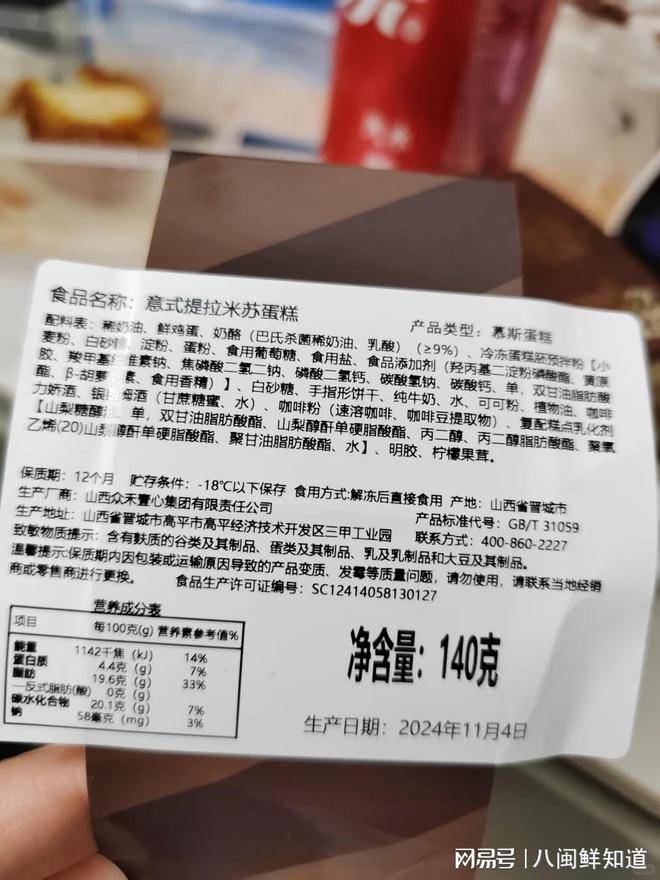 食品名称：意式提拉米苏蛋糕
产品类型：慕斯蛋糕
配料表：稀奶油、鲜鸡蛋、奶酪（巴氏杀菌稀奶油、乳酸）（≥9%）、冷冻蛋糕胚预拌粉【小
麦粉、白砂糖、淀粉、蛋粉、食用葡萄糖、食用盐、食品添加剂（羟丙基二淀粉磷酸酯、黄原
胶、羧甲基纤维素钠、焦磷酸二氢二钠、磷酸二氢钙、碳酸氢钠、碳酸钙、单，双甘油脂肪酸
酯、β-胡萝卜素、食用香精）】、白砂糖、手指形饼干、纯牛奶、水、可可粉、植物油、咖啡
力娇酒、银朗姆酒（甘蔗糖蜜、水）、咖啡粉（速溶咖啡、咖啡豆提取物）、复配糕点乳化剂
【山梨糖醇液、单，双甘油脂肪酸酯、山梨醇酐单硬脂酸酯、丙二醇、丙二醇脂肪酸酯、聚氧
乙烯(20)山梨醇酐单硬脂酸酯、聚甘油脂肪酸酯、水】、明胶、柠檬果茸。
保质期：12个月 贮存条件：-18℃以下保存 食用方式:解冻后直接食用 产地：山西省晋城市
生产厂商：山西众禾壹心集团有限责任公司 产品标准代号：GB/T 31059
生产地址：山西省晋城市高平市高平经济技术开发区三甲工业园 联系方式：400-860-2227
致敏物质提示：含有麸质的谷类及其制品、蛋类及其制品、乳及乳制品和大豆及其制品。
温馨提示:保质期内因包装或运输原因导致的产品变质、发霉等质量问题，请勿使用，请联系当地经销
商或零售商进行更换。 食品生产许可证编号：SC12414058130127
营养成分表
项目 每100克(g) 营养素参考值%
能量 1142千焦（kJ） 14%
蛋白质 4.4克（g） 7%
脂肪 19.6克（g） 33%
—反式脂肪(酸) 0克（g）
碳水化合物 20.1克（g） 7%
钠 58毫克（mg） 3%
净含量：140克
生产日期：2024年11月4日
网易号 | 八闽鲜知道